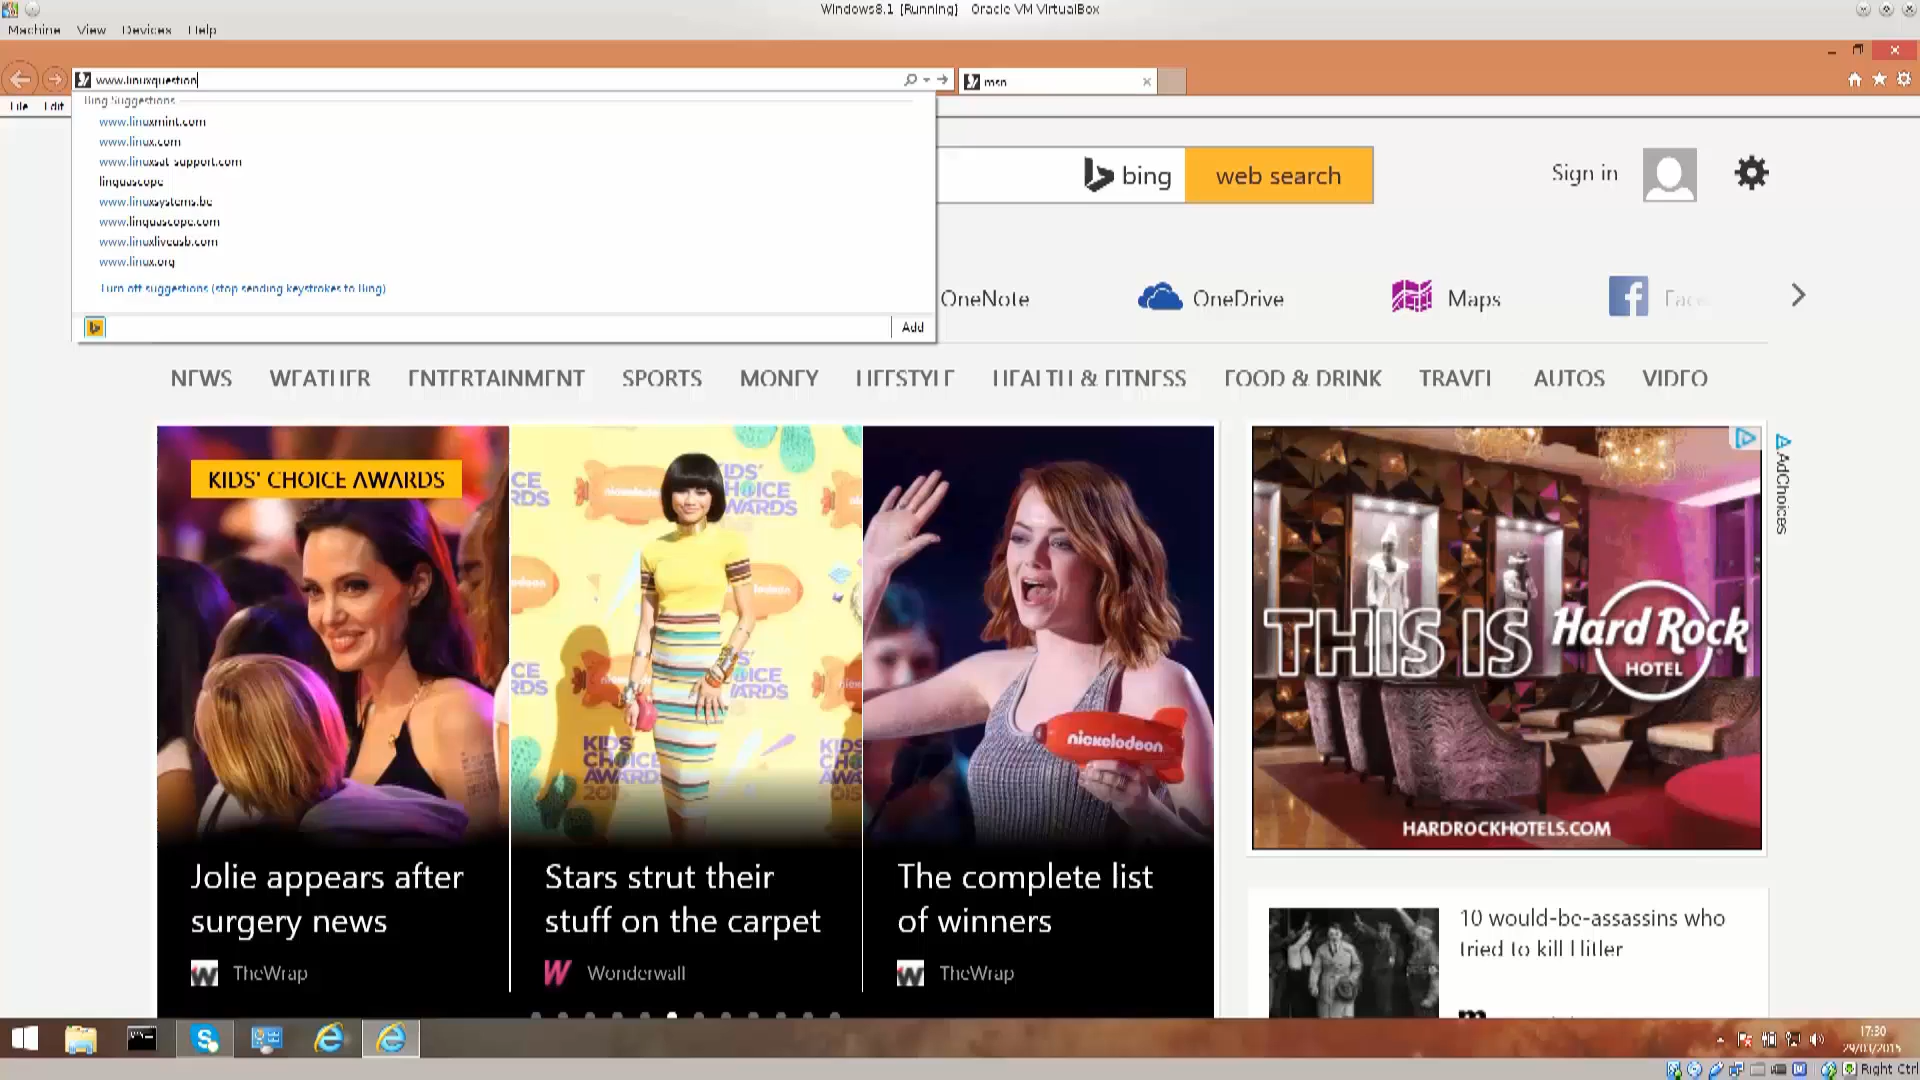 Windows8.1 [Running] - Oracle VM VirtualBox
Machine View Devices Help
www.linuxquestion
msn
File Edit
Bing Suggestions
www.linuxmint.com
www.linux.com
www.linuxsat-support.com
linguascope
www.linuxsystems.be
www.linguascope.com
www.linuxliveusb.com
www.linux.org
Turn off suggestions (stop sending keystrokes to Bing)
Add
bing
web search
Sign in
OneNote
OneDrive
Maps
NEWS WEATHER ENTERTAINMENT SPORTS MONEY LIFESTYLE HEALTH & FITNESS FOOD & DRINK TRAVEL AUTOS VIDEO
KIDS' CHOICE AWARDS
KIDS' CHOICE AWARDS
nickelodeon
Jolie appears after
surgery news
TheWrap
Stars strut their
stuff on the carpet
Wonderwall
The complete list
of winners
TheWrap
AdChoices
THIS IS Hard Rock
HOTEL
HARDROCKHOTELS.COM
10 would-be-assassins who
tried to kill Hitler
17:30
29/03/2015
Right Ctrl